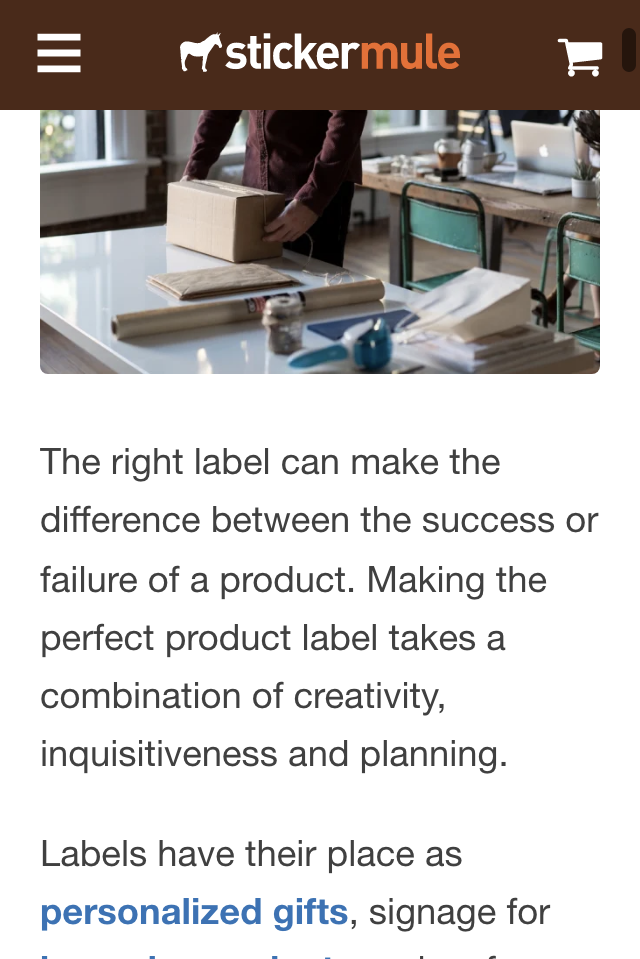 stickermule
The right label can make the
difference between the success or
failure of a product. Making the
perfect product label takes a
combination of creativity,
inquisitiveness and planning.
Labels have their place as
personalized gifts, signage for